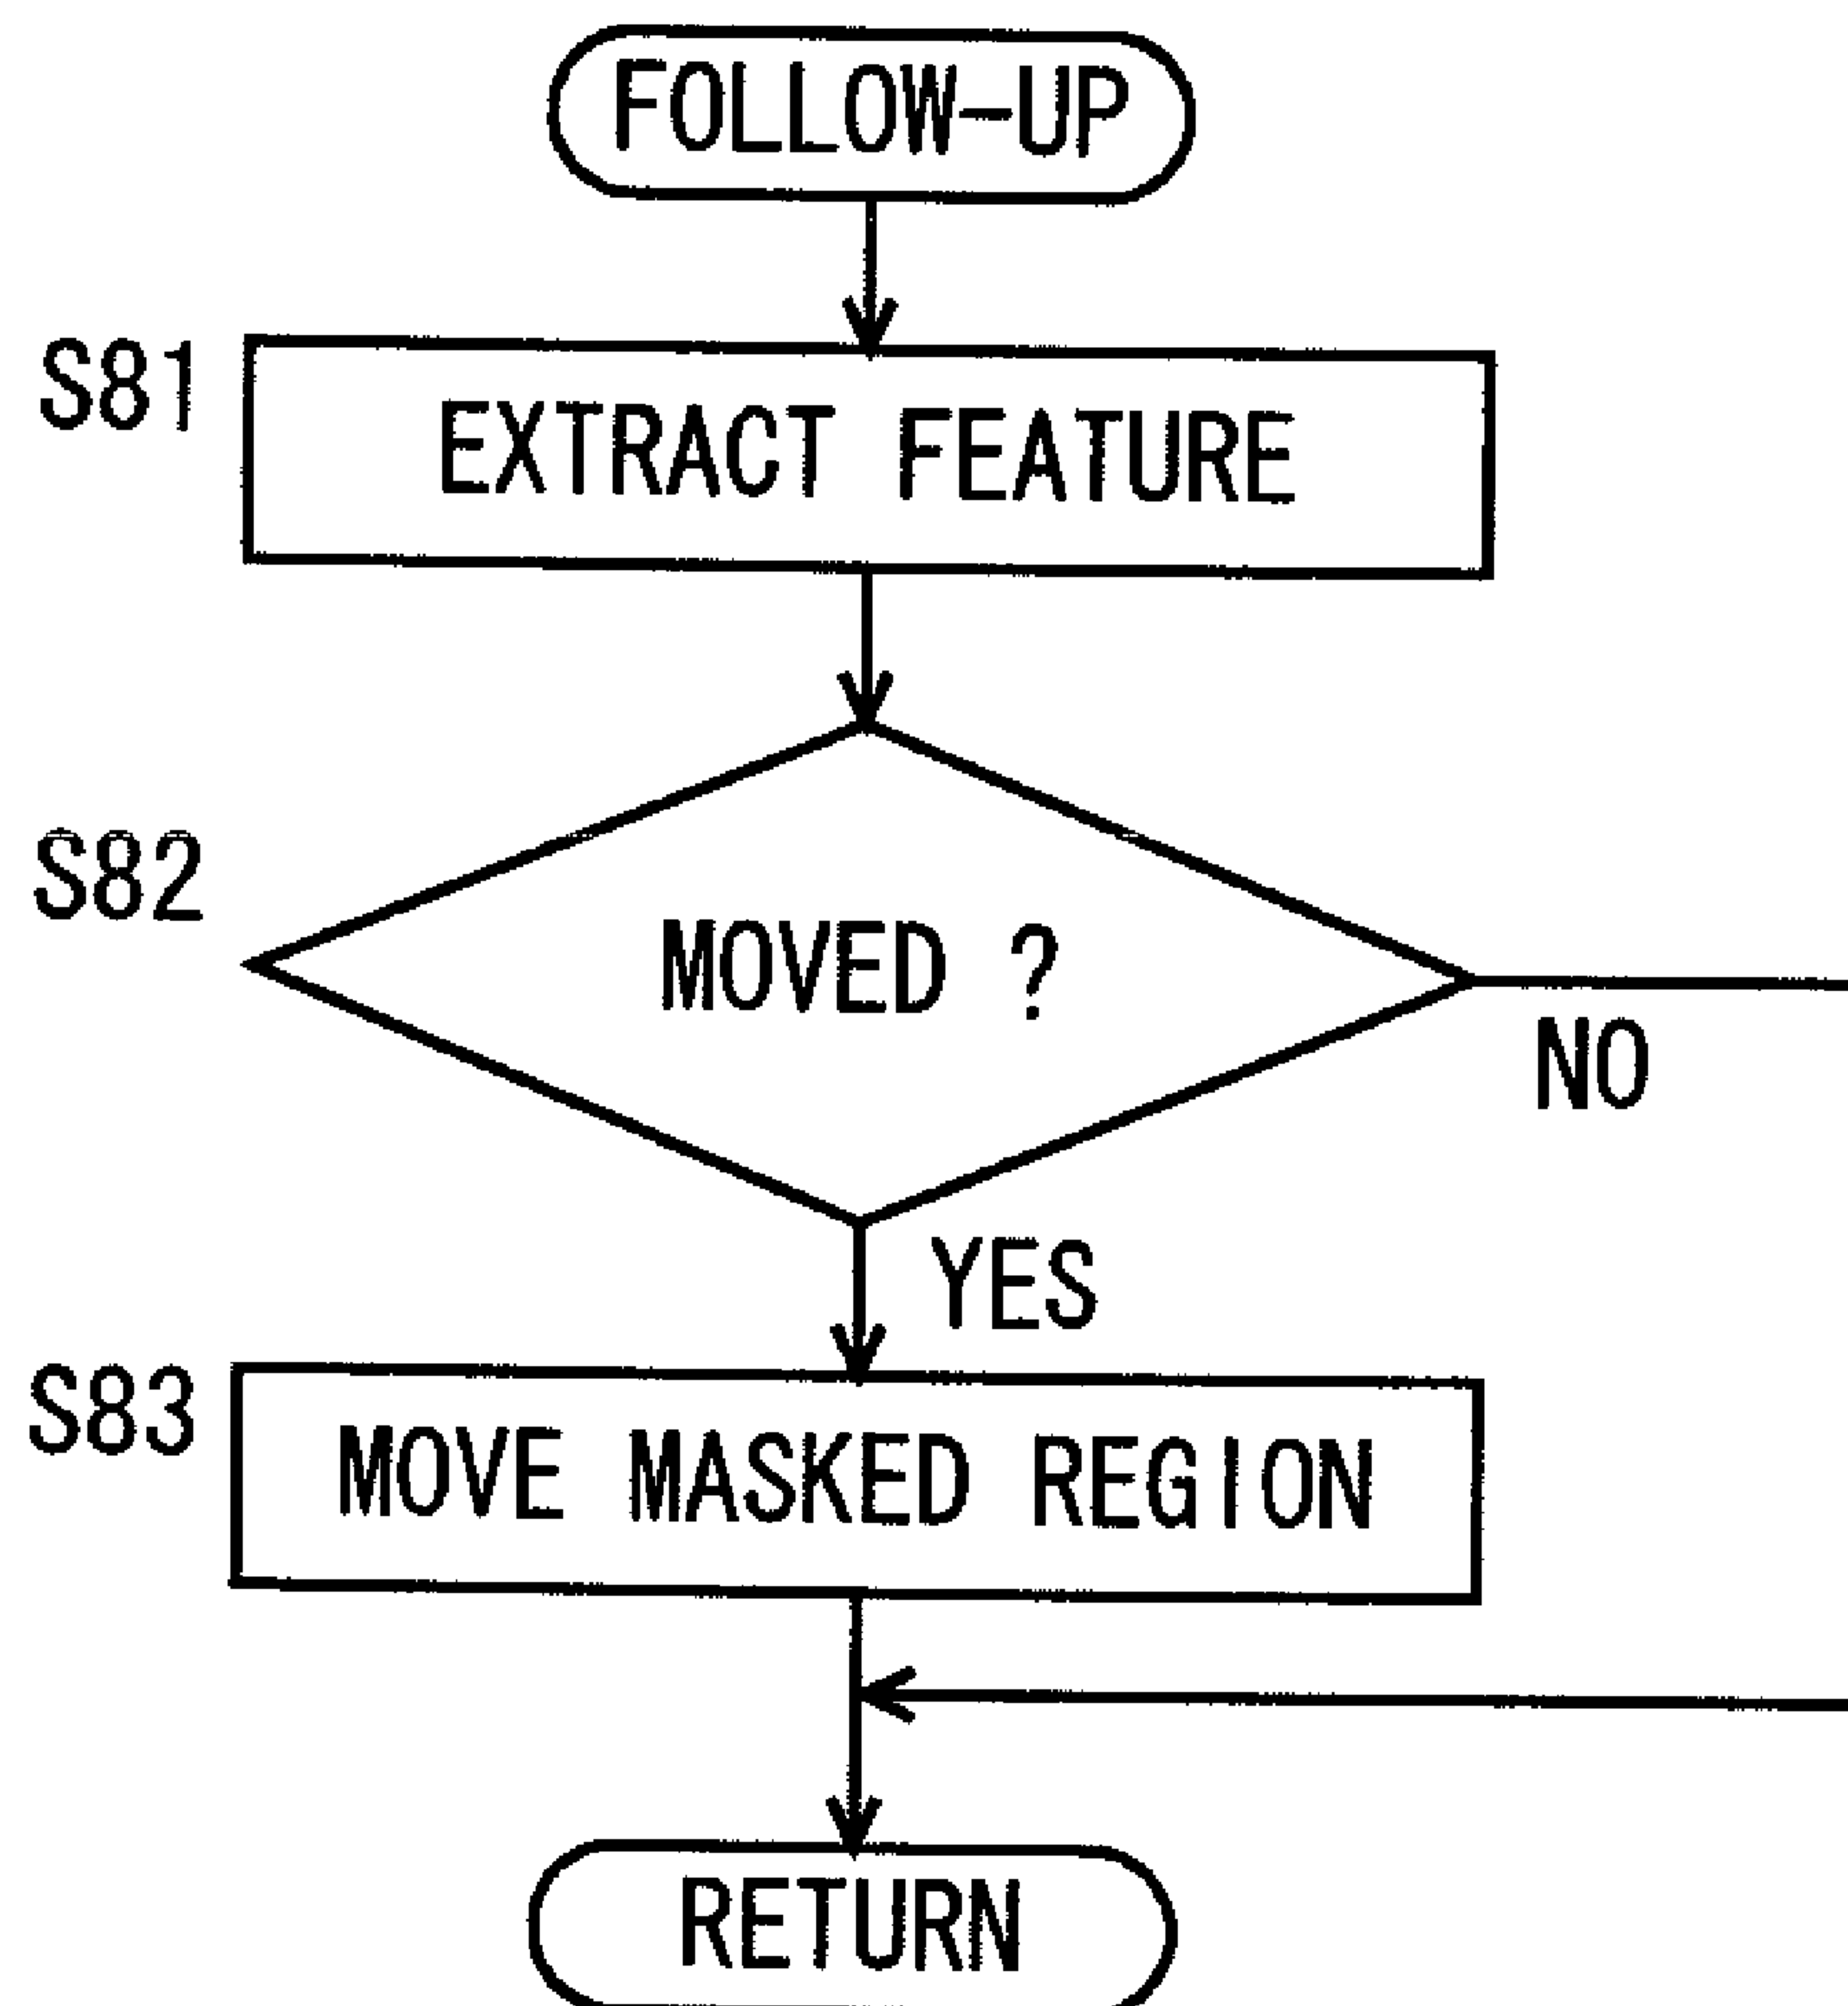 FOLLOW-UP
S81
EXTRACT FEATURE
S82
MOVED ?
NO
YES
S83
MOVE MASKED REGION
RETURN